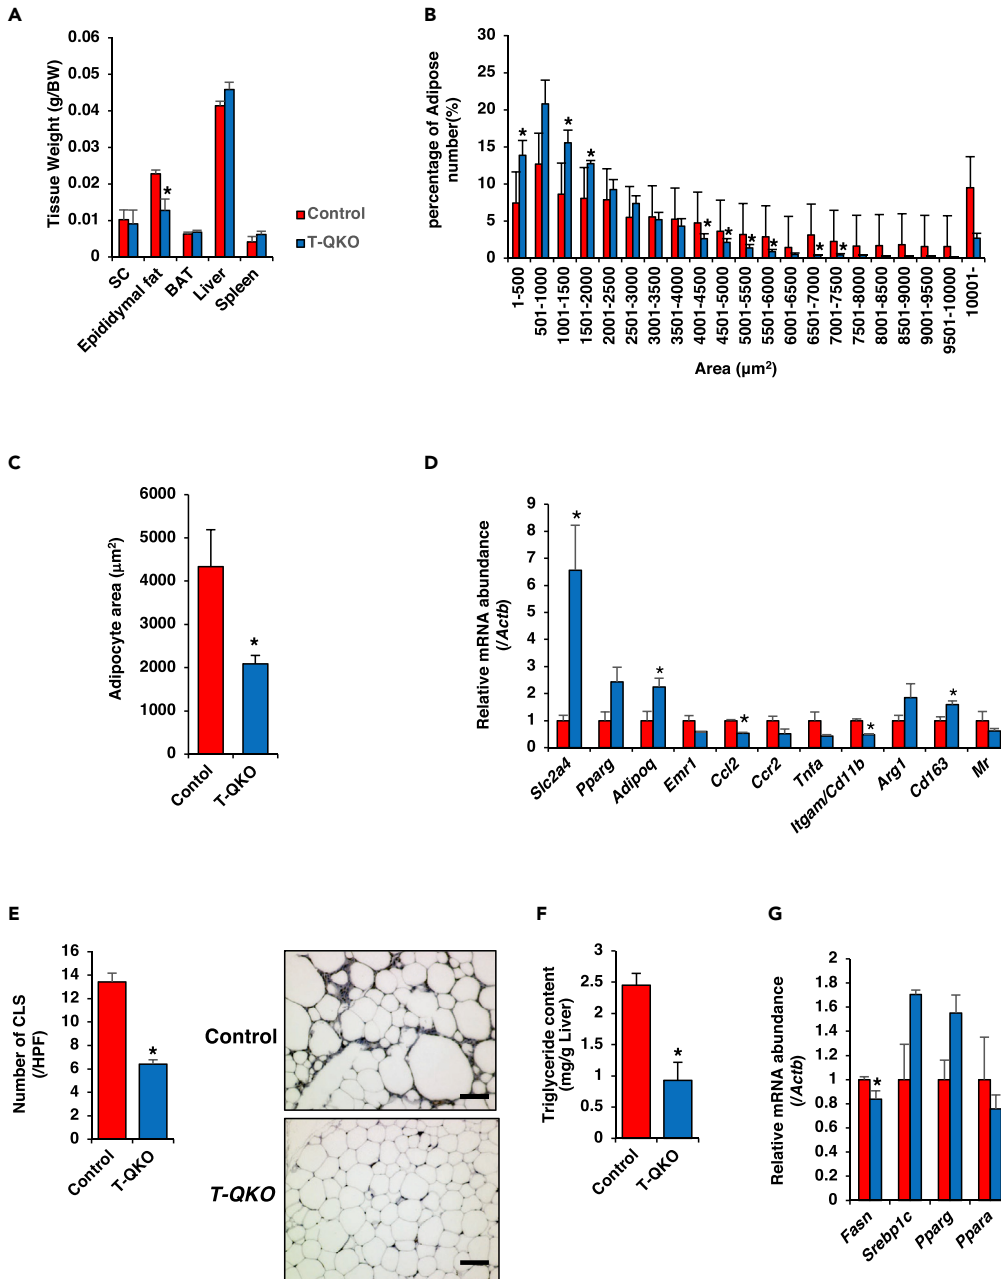 A
Tissue Weight (g/BW)
0.06
0.05
0.04
0.03
0.02
0.01
0
SC
Epididymal fat
BAT
Liver
Spleen
*
Control
T-QKO
B
percentage of Adipose
number(%)
30
25
20
15
10
5
0
* * * * * * * * *
1-500
501-1000
1001-1500
1501-2000
2001-2500
2501-3000
3001-3500
3501-4000
4001-4500
4501-5000
5001-5500
5501-6000
6001-6500
6501-7000
7001-7500
7501-8000
8001-8500
8501-9000
9001-9500
9501-10000
10001-
Area (μm2)
C
Adipocyte area (μm2)
6000
5000
4000
3000
2000
1000
0
*
Contol
T-QKO
D
Relative mRNA abundance
(/Actb)
9
8
7
6
5
4
3
2
1
0
* * * * *
Slc2a4
Pparg
Adipoq
Emr1
Ccl2
Ccr2
Tnfa
Itgam/Cd11b
Arg1
Cd163
Mr
E
Number of CLS
(/HPF)
16
14
12
10
8
6
4
2
0
*
Control
T-QKO
Control
T-QKO
F
Triglyceride content
(mg/g Liver)
3
2.5
2
1.5
1
0.5
0
*
Control
T-QKO
G
Relative mRNA abundance
(/Actb)
2
1.8
1.6
1.4
1.2
1
0.8
0.6
0.4
0.2
0
*
Fasn
Srebp1c
Pparg
Ppara